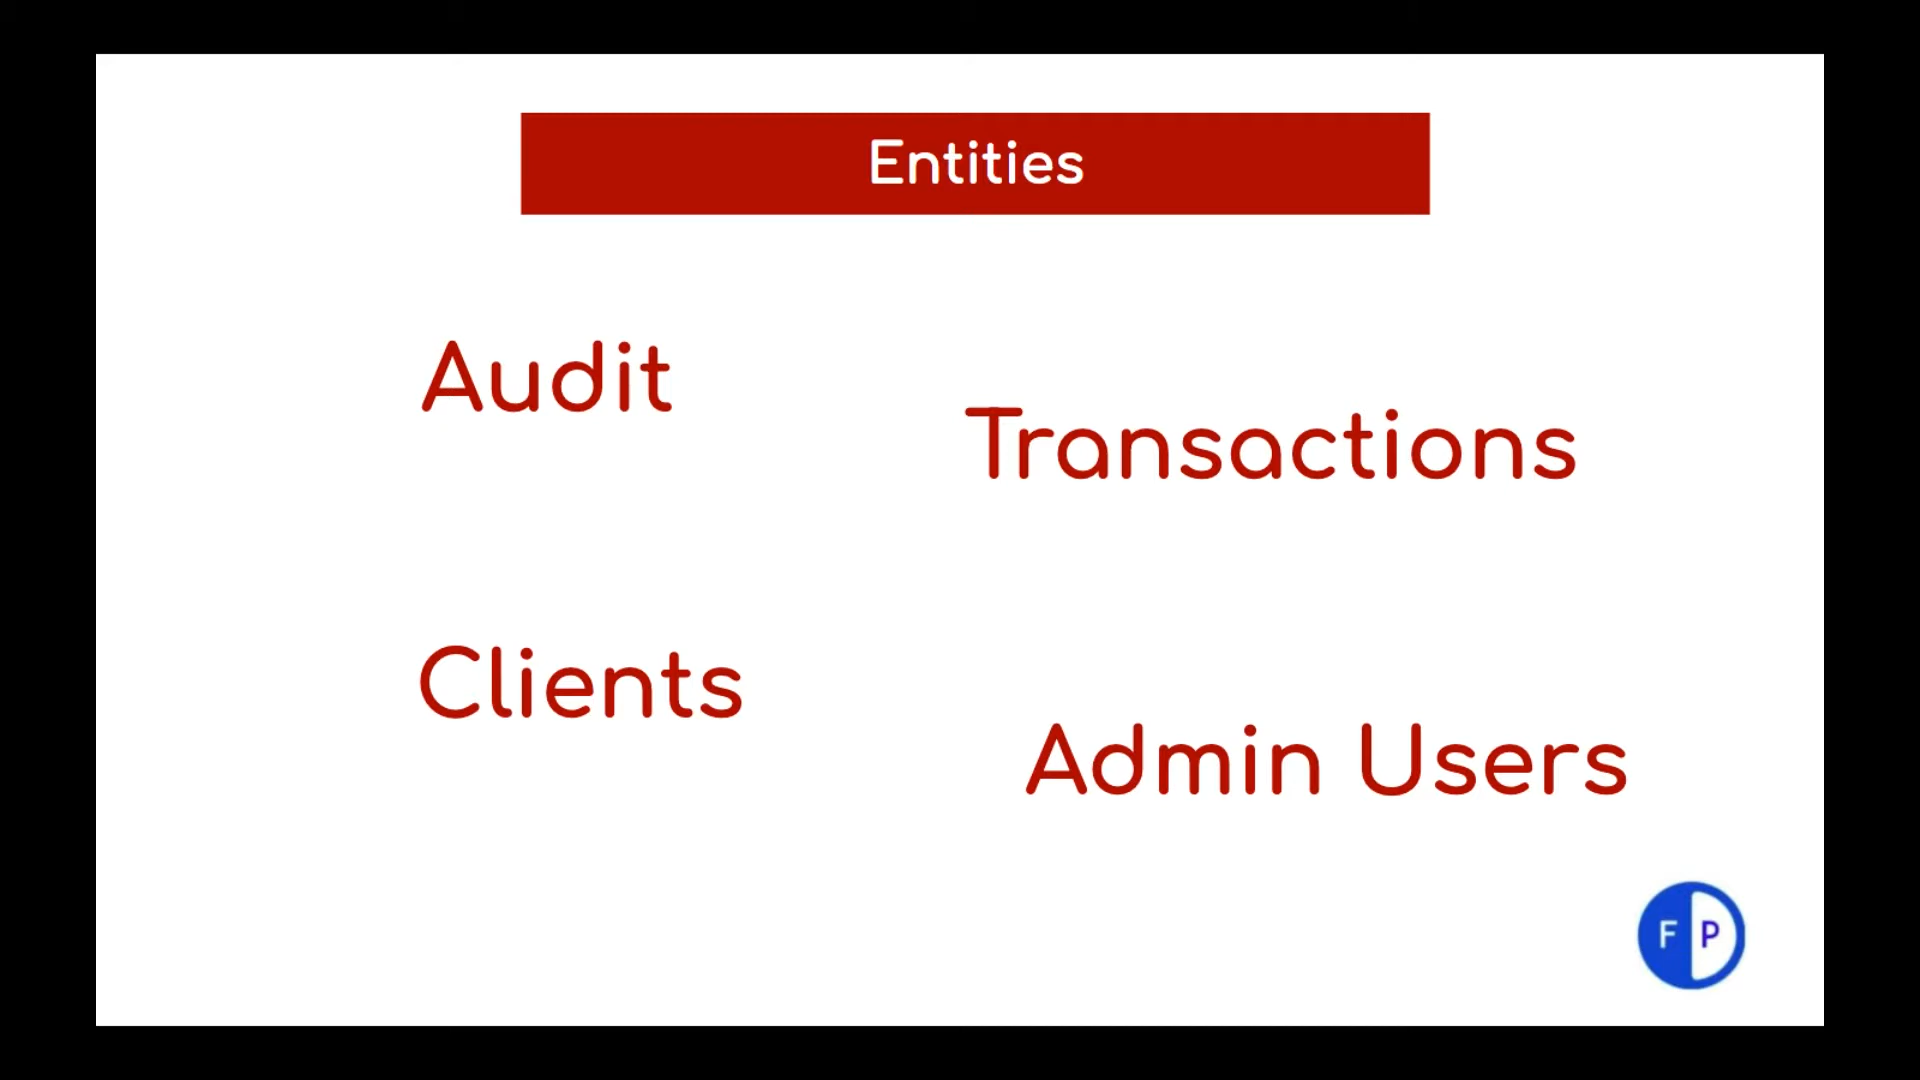 Entities
Audit
Transactions
Clients
Admin Users
F P